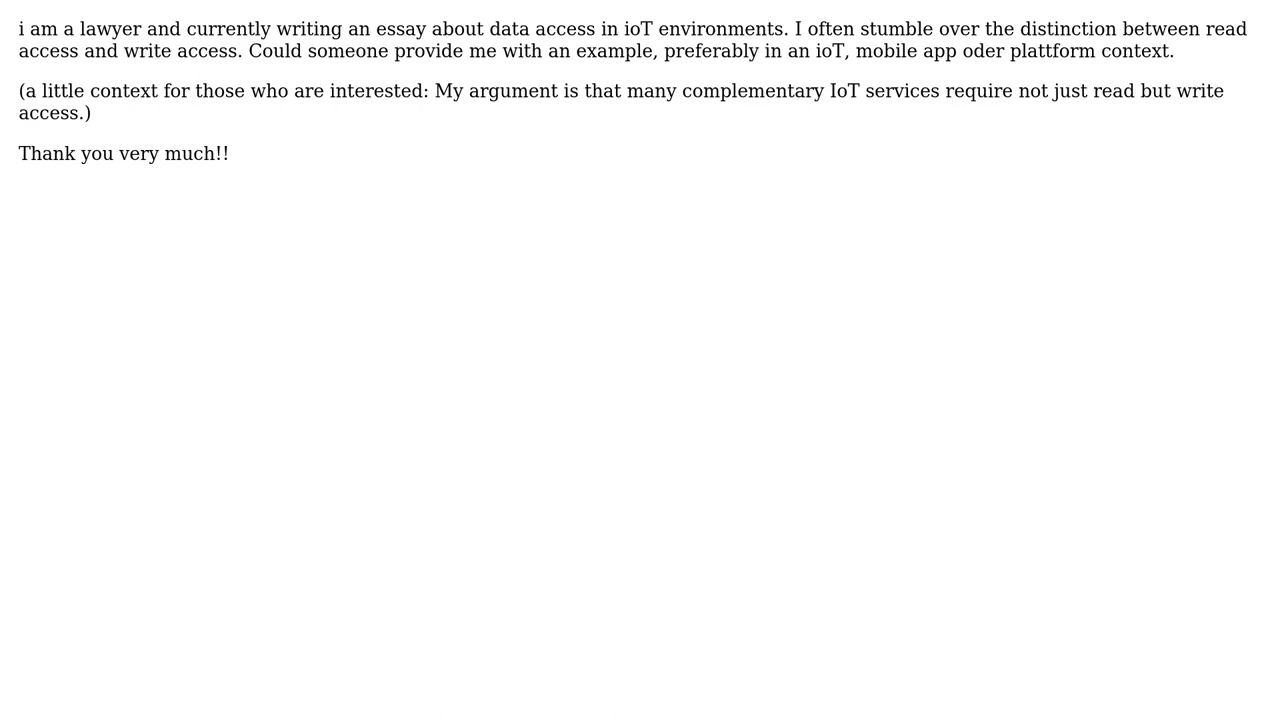 i am a lawyer and currently writing an essay about data access in ioT environments. I often stumble over the distinction between read
access and write access. Could someone provide me with an example, preferably in an ioT, mobile app oder plattform context.
(a little context for those who are interested: My argument is that many complementary IoT services require not just read but write
access.)
Thank you very much!!